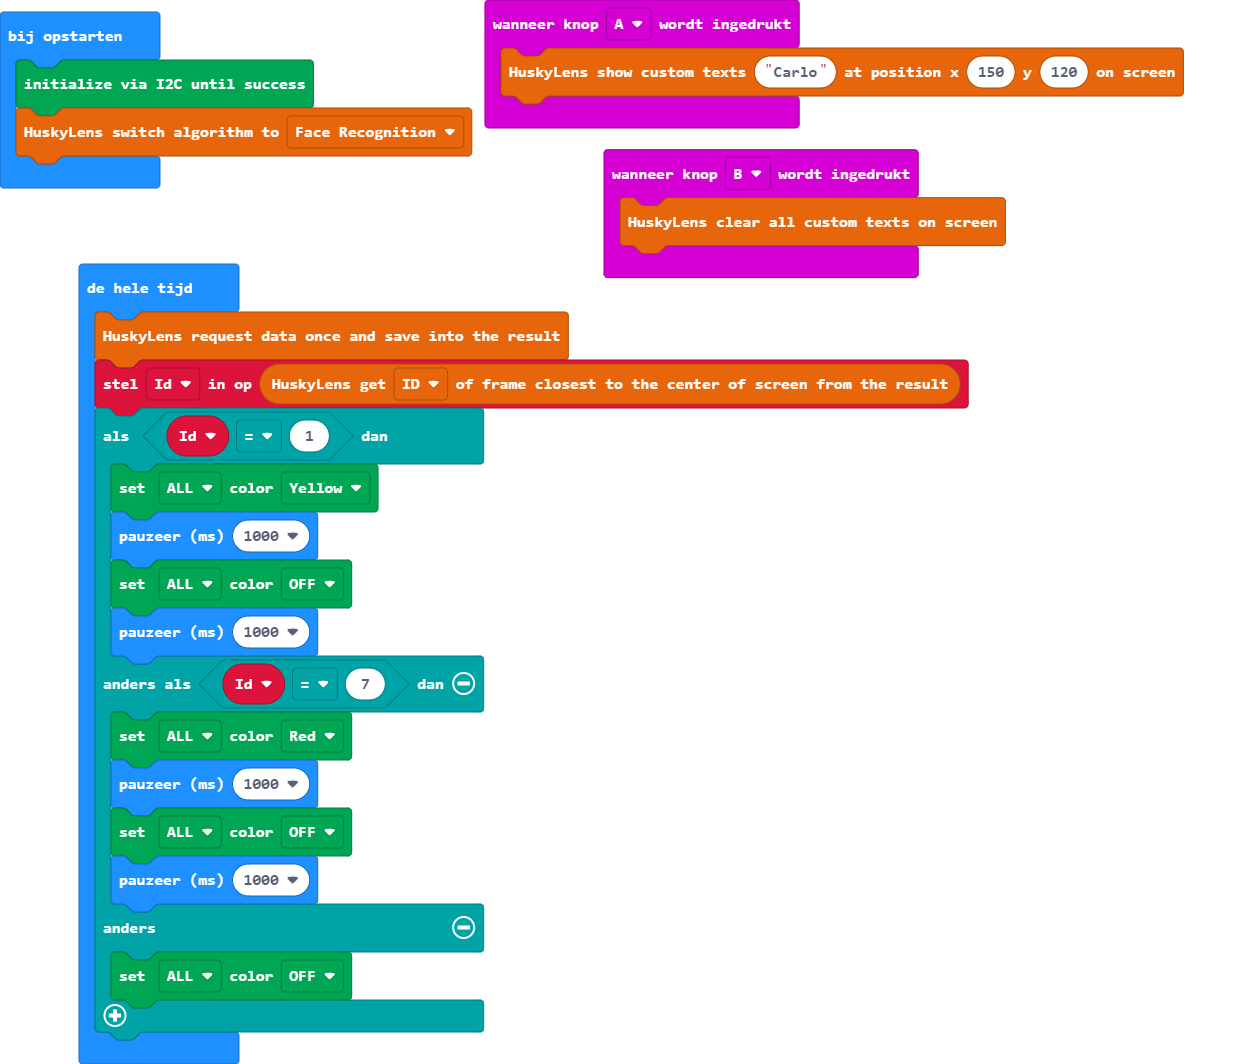 bij opstarten
initialize via I2C until success
HuskyLens switch algorithm to Face Recognition
wanneer knop A wordt ingedrukt
HuskyLens show custom texts "Carlo" at position x 150 y 120 on screen
wanneer knop B wordt ingedrukt
HuskyLens clear all custom texts on screen
de hele tijd
HuskyLens request data once and save into the result
stel Id in op HuskyLens get ID of frame closest to the center of screen from the result
als Id = 1 dan
set ALL color Yellow
pauzeer (ms) 1000
set ALL color OFF
pauzeer (ms) 1000
anders als Id = 7 dan
set ALL color Red
pauzeer (ms) 1000
set ALL color OFF
pauzeer (ms) 1000
anders
set ALL color OFF